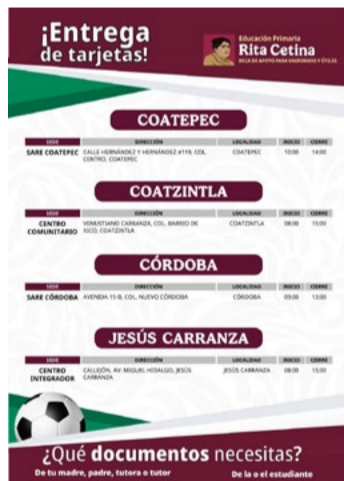 ¡Entrega
de tarjetas!
Educación Primaria
Rita Cetina
BECA DE APOYO PARA UNIFORMES Y ÚTILES
COATEPEC
SEDE DIRECCIÓN LOCALIDAD INICIO CIERRE
SARE COATEPEC CALLE HERNÁNDEZ Y HERNÁNDEZ #119, COL. COATEPEC 10:00 14:00
CENTRO, COATEPEC
COATZINTLA
SEDE DIRECCIÓN LOCALIDAD INICIO CIERRE
CENTRO VENUSTIANO CARRANZA, COL. BARRIO DE COATZINTLA 08:00 15:00
COMUNITARIO XICO, COATZINTLA
CÓRDOBA
SEDE DIRECCIÓN LOCALIDAD INICIO CIERRE
SARE CÓRDOBA AVENIDA 15-B, COL. NUEVO CÓRDOBA CÓRDOBA 09:00 13:00
JESÚS CARRANZA
SEDE DIRECCIÓN LOCALIDAD INICIO CIERRE
CENTRO CALLEJÓN, AV. MIGUEL HIDALGO, JESÚS JESÚS CARRANZA 08:00 15:00
INTEGRADOR CARRANZA
¿Qué documentos necesitas?
De tu madre, padre, tutora o tutor De la o el estudiante